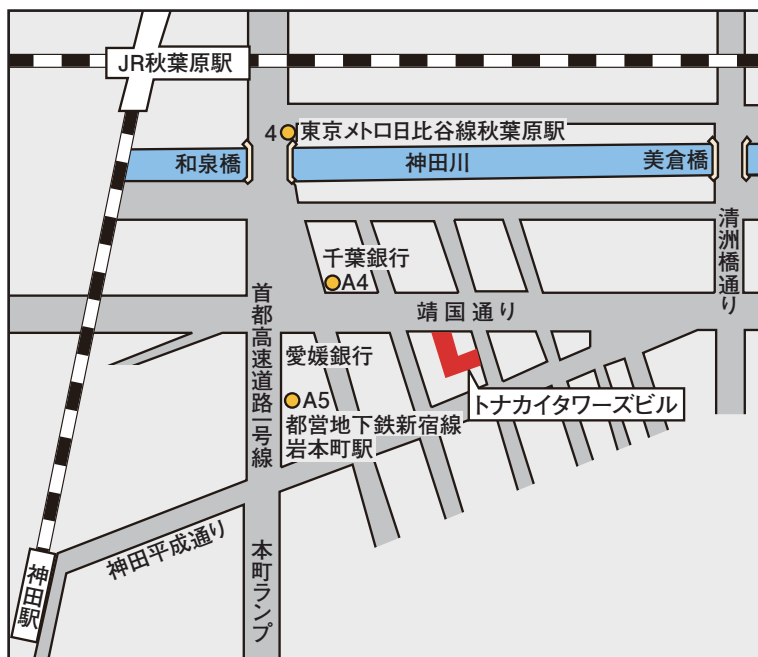 JR秋葉原駅
4
東京メトロ日比谷線秋葉原駅
和泉橋
神田川
美倉橋
清洲橋通り
千葉銀行
A4
首都高速道路一号線
靖国通り
愛媛銀行
A5
都営地下鉄新宿線
岩本町駅
トナカイタワーズビル
神田平成通り
本町ランプ
神田駅